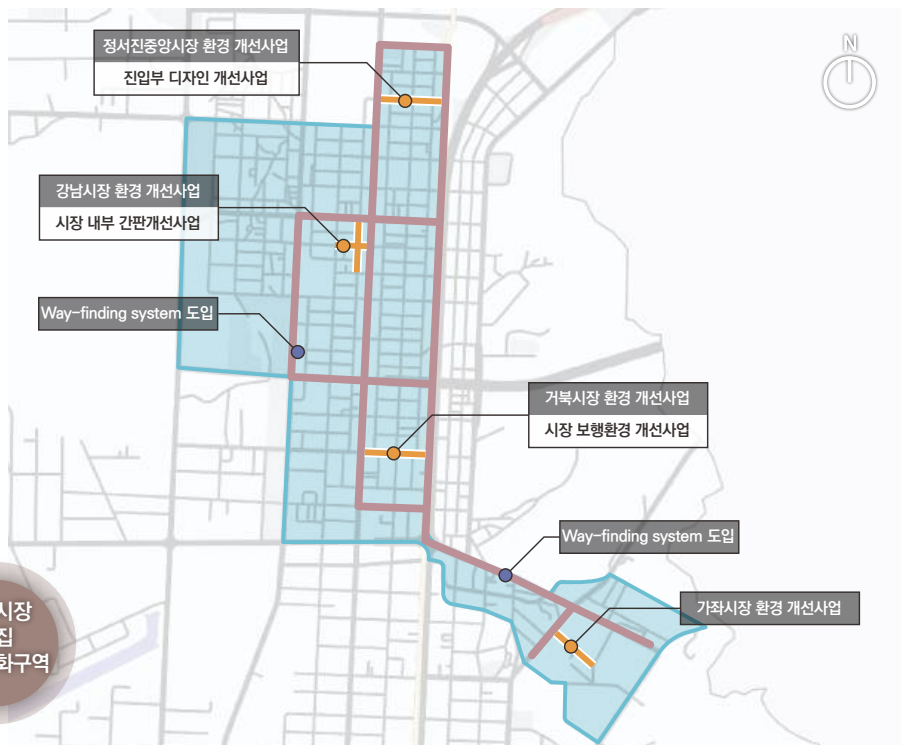 정서진중앙시장 환경 개선사업
진입부 디자인 개선사업
N
강남시장 환경 개선사업
시장 내부 간판개선사업
Way-finding system 도입
거북시장 환경 개선사업
시장 보행환경 개선사업
Way-finding system 도입
가좌시장 환경 개선사업
시장
집
화구역